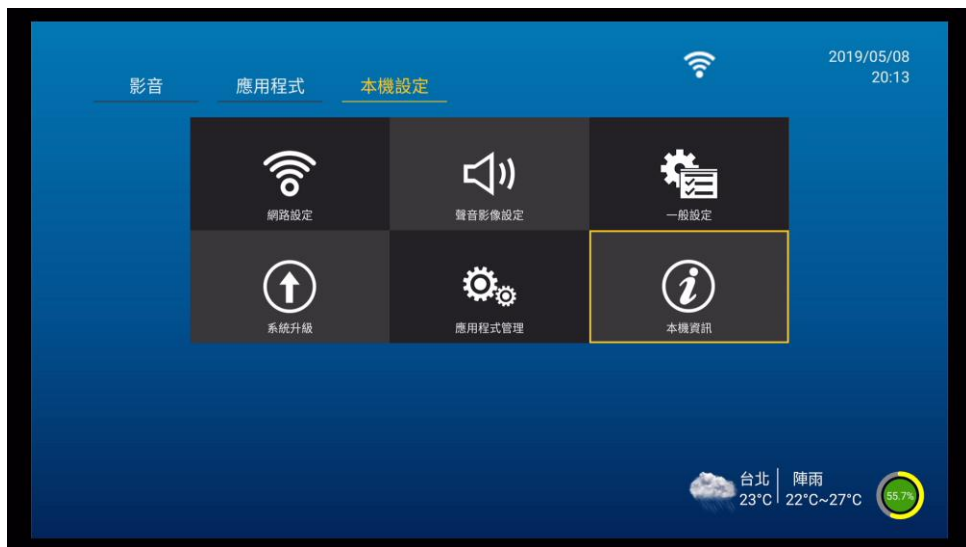 2019/05/08
20:13
影音
應用程式
本機設定
網路設定
聲音影像設定
一般設定
系統升級
應用程式管理
本機資訊
台北
23°C
陣雨
22°C~27°C
55.7%